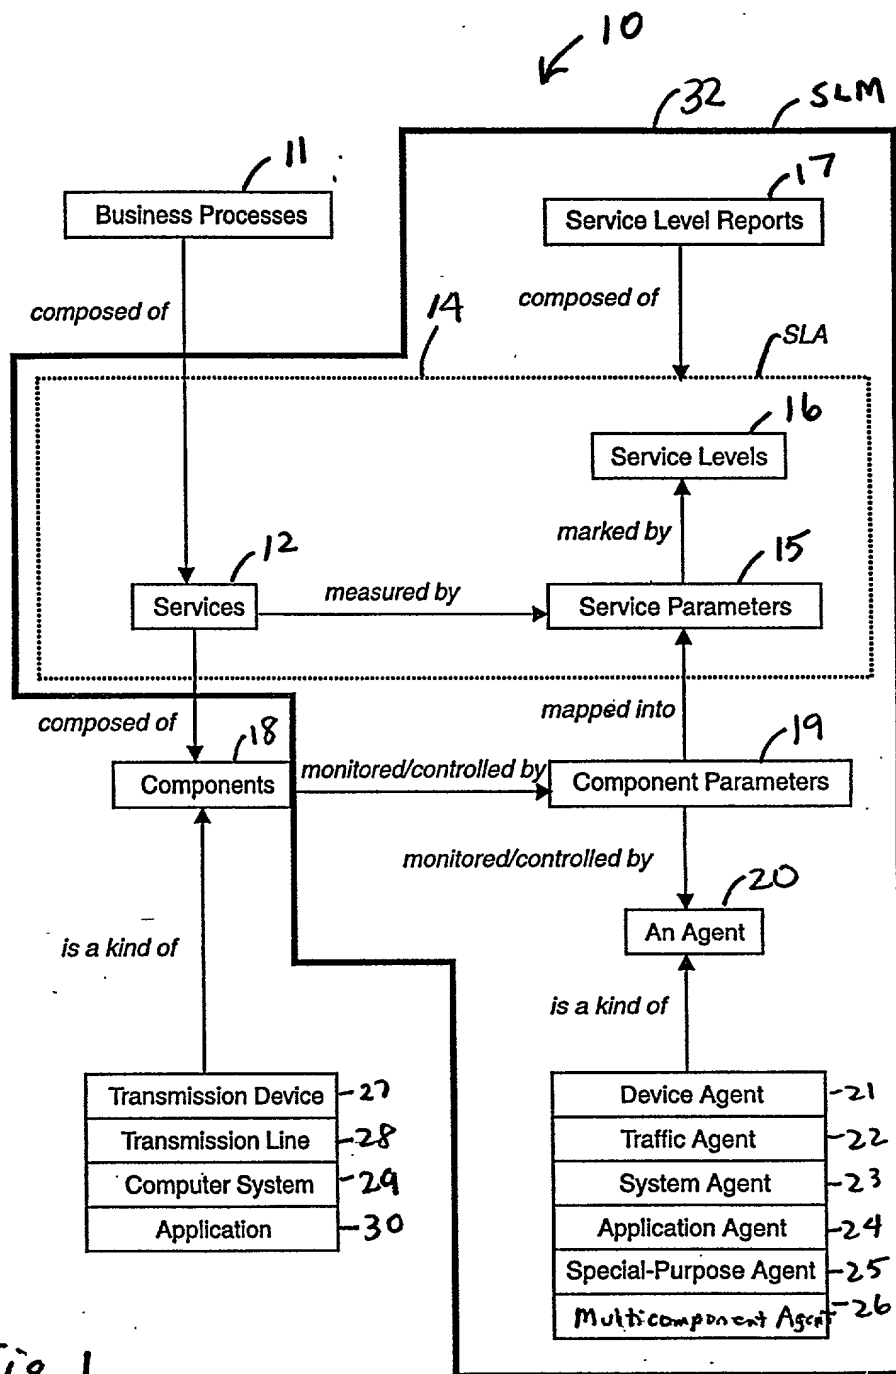 10
32 SLM
11
17
Business Processes
Service Level Reports
composed of
14
composed of
SLA
16
Service Levels
marked by
12
15
Services
measured by
Service Parameters
composed of
mapped into
18
19
Components
monitored/controlled by
Component Parameters
monitored/controlled by
20
An Agent
is a kind of
is a kind of
Transmission Device 27
Transmission Line 28
Computer System 29
Application 30
Device Agent 21
Traffic Agent 22
System Agent 23
Application Agent 24
Special-Purpose Agent 25
Multicomponent Agent 26
Fig. 1